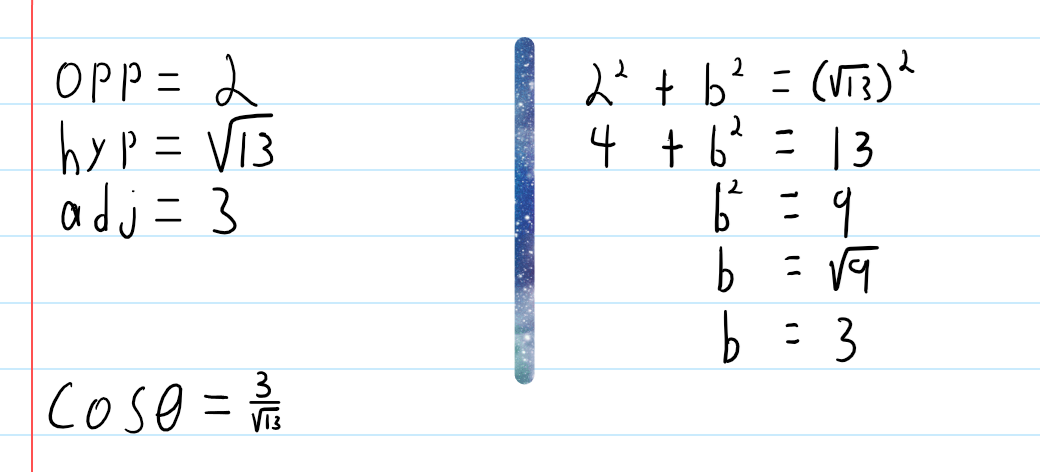 opp = 2
hyp = √13
adj = 3
cosθ = 3/√13
2² + b² = (√13)²
4 + b² = 13
b² = 9
b = √9
b = 3